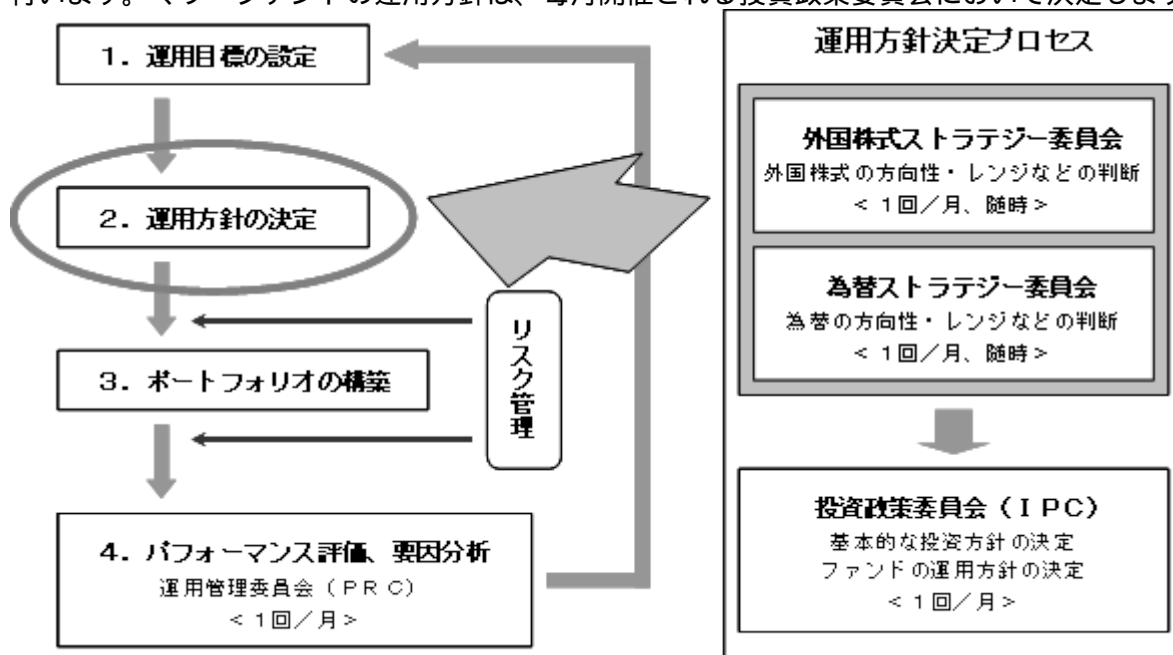 行います。マザーファンドの運用方針は、毎月開催される投資政策委員会において決定します
1．運用目標の設定
2．運用方針の決定
リスク管理
3．ポートフォリオの構築
4．パフォーマンス評価、要因分析
運用管理委員会（ＰＲＣ）
＜１回／月＞
運用方針決定プロセス
外国株式ストラテジー委員会
外国株式の方向性・レンジなどの判断
＜１回／月、随時＞
為替ストラテジー委員会
為替の方向性・レンジなどの判断
＜１回／月、随時＞
投資政策委員会（ＩＰＣ）
基本的な投資方針の決定
ファンドの運用方針の決定
＜１回／月＞